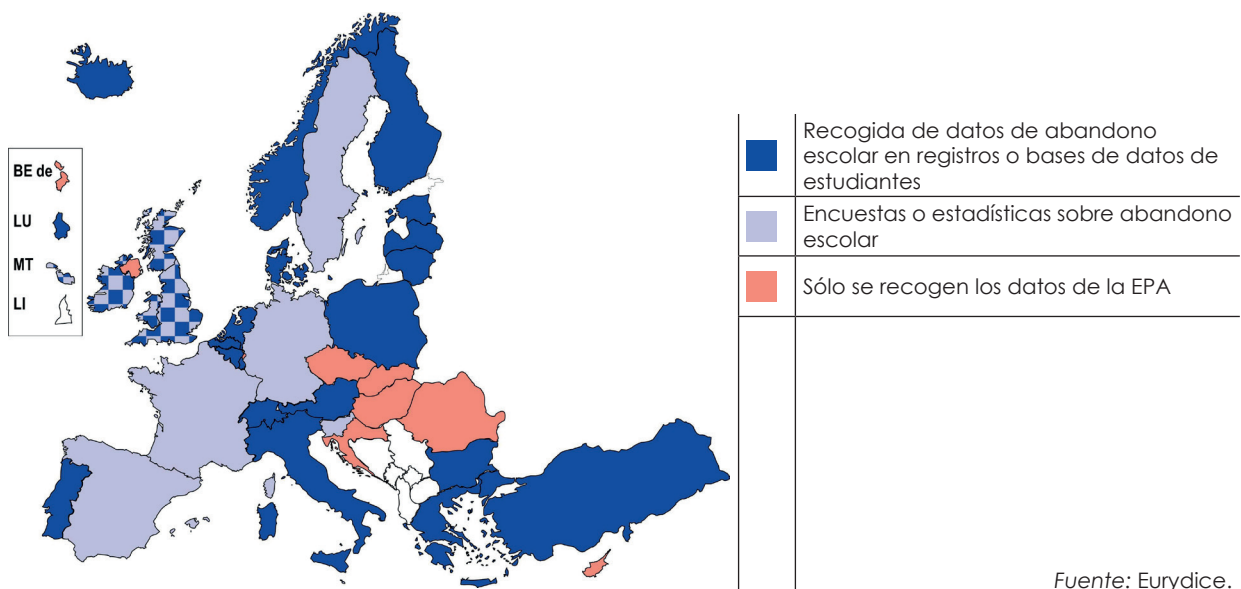 BE de
LU
MT
LI
Recogida de datos de abandono
escolar en registros o bases de datos de
estudiantes
Encuestas o estadísticas sobre abandono
escolar
Sólo se recogen los datos de la EPA
Fuente: Eurydice.